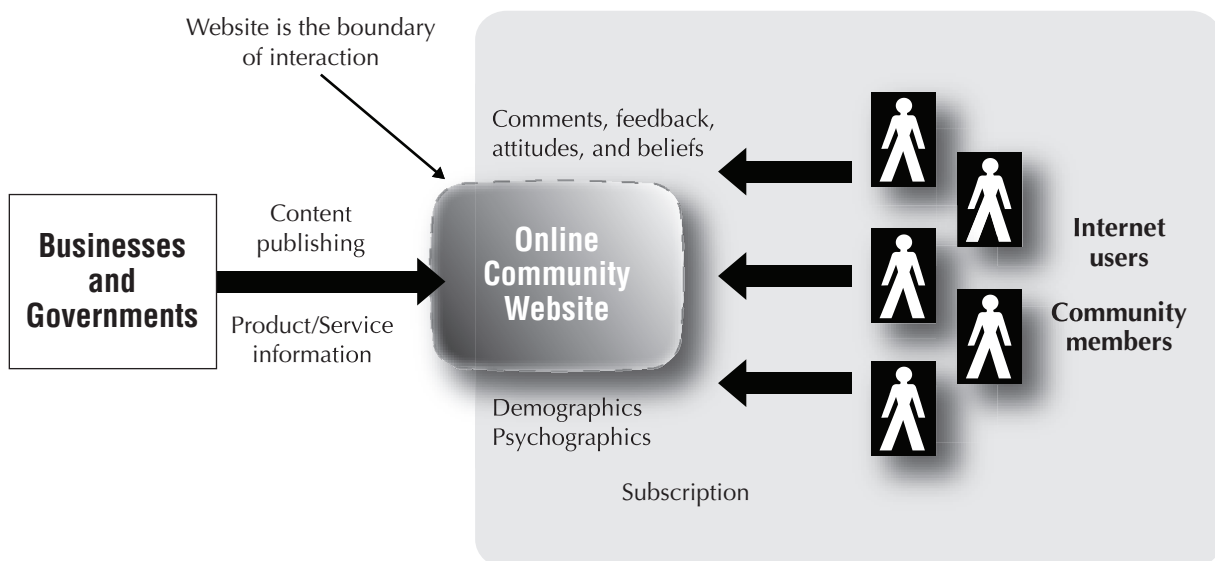 Website is the boundary
of interaction
Comments, feedback,
attitudes, and beliefs
Businesses
and
Governments
Content
publishing
Product/Service
information
Online
Community
Website
Internet
users
Community
members
Demographics
Psychographics
Subscription